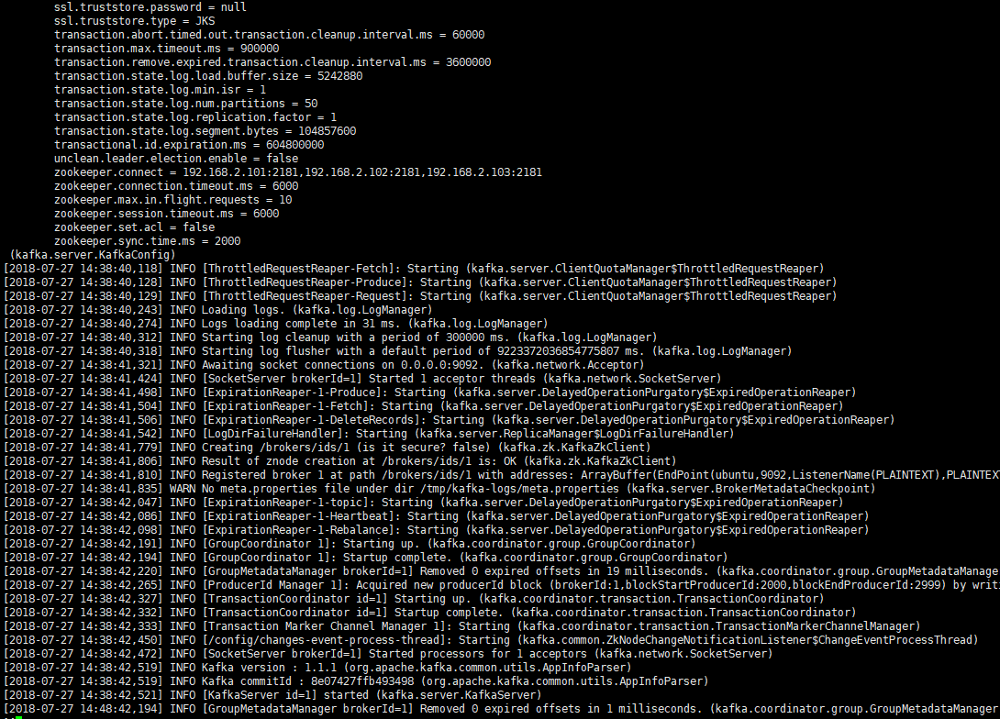 ssl.truststore.password = null
ssl.truststore.type = JKS
transaction.abort.timed.out.transaction.cleanup.interval.ms = 60000
transaction.max.timeout.ms = 900000
transaction.remove.expired.transaction.cleanup.interval.ms = 3600000
transaction.state.log.load.buffer.size = 5242880
transaction.state.log.min.isr = 1
transaction.state.log.num.partitions = 50
transaction.state.log.replication.factor = 1
transaction.state.log.segment.bytes = 104857600
transactional.id.expiration.ms = 604800000
unclean.leader.election.enable = false
zookeeper.connect = 192.168.2.101:2181,192.168.2.102:2181,192.168.2.103:2181
zookeeper.connection.timeout.ms = 6000
zookeeper.max.in.flight.requests = 10
zookeeper.session.timeout.ms = 6000
zookeeper.set.acl = false
zookeeper.sync.time.ms = 2000
(kafka.server.KafkaConfig)
[2018-07-27 14:38:40,118] INFO [ThrottledRequestReaper-Fetch]: Starting (kafka.server.ClientQuotaManager$ThrottledRequestReaper)
[2018-07-27 14:38:40,128] INFO [ThrottledRequestReaper-Produce]: Starting (kafka.server.ClientQuotaManager$ThrottledRequestReaper)
[2018-07-27 14:38:40,129] INFO [ThrottledRequestReaper-Request]: Starting (kafka.server.ClientQuotaManager$ThrottledRequestReaper)
[2018-07-27 14:38:40,243] INFO Loading logs. (kafka.log.LogManager)
[2018-07-27 14:38:40,274] INFO Logs loading complete in 31 ms. (kafka.log.LogManager)
[2018-07-27 14:38:40,312] INFO Starting log cleanup with a period of 300000 ms. (kafka.log.LogManager)
[2018-07-27 14:38:40,318] INFO Starting log flusher with a default period of 9223372036854775807 ms. (kafka.log.LogManager)
[2018-07-27 14:38:41,321] INFO Awaiting socket connections on 0.0.0.0:9092. (kafka.network.Acceptor)
[2018-07-27 14:38:41,424] INFO [SocketServer brokerId=1] Started 1 acceptor threads (kafka.network.SocketServer)
[2018-07-27 14:38:41,498] INFO [ExpirationReaper-1-Produce]: Starting (kafka.server.DelayedOperationPurgatory$ExpiredOperationReaper)
[2018-07-27 14:38:41,504] INFO [ExpirationReaper-1-Fetch]: Starting (kafka.server.DelayedOperationPurgatory$ExpiredOperationReaper)
[2018-07-27 14:38:41,506] INFO [ExpirationReaper-1-DeleteRecords]: Starting (kafka.server.DelayedOperationPurgatory$ExpiredOperationReaper)
[2018-07-27 14:38:41,542] INFO [LogDirFailureHandler]: Starting (kafka.server.ReplicaManager$LogDirFailureHandler)
[2018-07-27 14:38:41,779] INFO Creating /brokers/ids/1 (is it secure? false) (kafka.zk.KafkaZkClient)
[2018-07-27 14:38:41,806] INFO Result of znode creation at /brokers/ids/1 is: OK (kafka.zk.KafkaZkClient)
[2018-07-27 14:38:41,810] INFO Registered broker 1 at path /brokers/ids/1 with addresses: ArrayBuffer(EndPoint(ubuntu,9092,ListenerName(PLAINTEXT),PLAINTEX
[2018-07-27 14:38:41,835] WARN No meta.properties file under dir /tmp/kafka-logs/meta.properties (kafka.server.BrokerMetadataCheckpoint)
[2018-07-27 14:38:42,047] INFO [ExpirationReaper-1-topic]: Starting (kafka.server.DelayedOperationPurgatory$ExpiredOperationReaper)
[2018-07-27 14:38:42,086] INFO [ExpirationReaper-1-Heartbeat]: Starting (kafka.server.DelayedOperationPurgatory$ExpiredOperationReaper)
[2018-07-27 14:38:42,098] INFO [ExpirationReaper-1-Rebalance]: Starting (kafka.server.DelayedOperationPurgatory$ExpiredOperationReaper)
[2018-07-27 14:38:42,191] INFO [GroupCoordinator 1]: Starting up. (kafka.coordinator.group.GroupCoordinator)
[2018-07-27 14:38:42,194] INFO [GroupCoordinator 1]: Startup complete. (kafka.coordinator.group.GroupCoordinator)
[2018-07-27 14:38:42,220] INFO [GroupMetadataManager brokerId=1] Removed 0 expired offsets in 19 milliseconds. (kafka.coordinator.group.GroupMetadataManager
[2018-07-27 14:38:42,265] INFO [ProducerId Manager 1]: Acquired new producerId block (brokerId:1,blockStartProducerId:2000,blockEndProducerId:2999) by writ
[2018-07-27 14:38:42,327] INFO [TransactionCoordinator id=1] Starting up. (kafka.coordinator.transaction.TransactionCoordinator)
[2018-07-27 14:38:42,332] INFO [TransactionCoordinator id=1] Startup complete. (kafka.coordinator.transaction.TransactionCoordinator)
[2018-07-27 14:38:42,333] INFO [Transaction Marker Channel Manager 1]: Starting (kafka.coordinator.transaction.TransactionMarkerChannelManager)
[2018-07-27 14:38:42,450] INFO [/config/changes-event-process-thread]: Starting (kafka.common.ZkNodeChangeNotificationListener$ChangeEventProcessThread)
[2018-07-27 14:38:42,472] INFO [SocketServer brokerId=1] Started processors for 1 acceptors (kafka.network.SocketServer)
[2018-07-27 14:38:42,519] INFO Kafka version : 1.1.1 (org.apache.kafka.common.utils.AppInfoParser)
[2018-07-27 14:38:42,519] INFO Kafka commitId : 8e07427ffb493498 (org.apache.kafka.common.utils.AppInfoParser)
[2018-07-27 14:38:42,521] INFO [KafkaServer id=1] started (kafka.server.KafkaServer)
[2018-07-27 14:48:42,194] INFO [GroupMetadataManager brokerId=1] Removed 0 expired offsets in 1 milliseconds. (kafka.coordinator.group.GroupMetadataManager